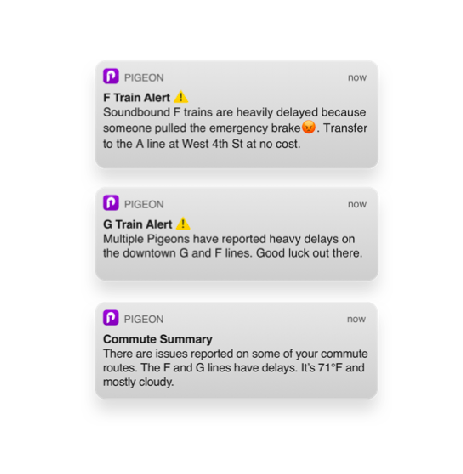 PIGEON now
F Train Alert ⚠️
Soundbound F trains are heavily delayed because
someone pulled the emergency brake😡. Transfer
to the A line at West 4th St at no cost.
PIGEON now
G Train Alert ⚠️
Multiple Pigeons have reported heavy delays on
the downtown G and F lines. Good luck out there.
PIGEON now
Commute Summary
There are issues reported on some of your commute
routes. The F and G lines have delays. It's 71°F and
mostly cloudy.